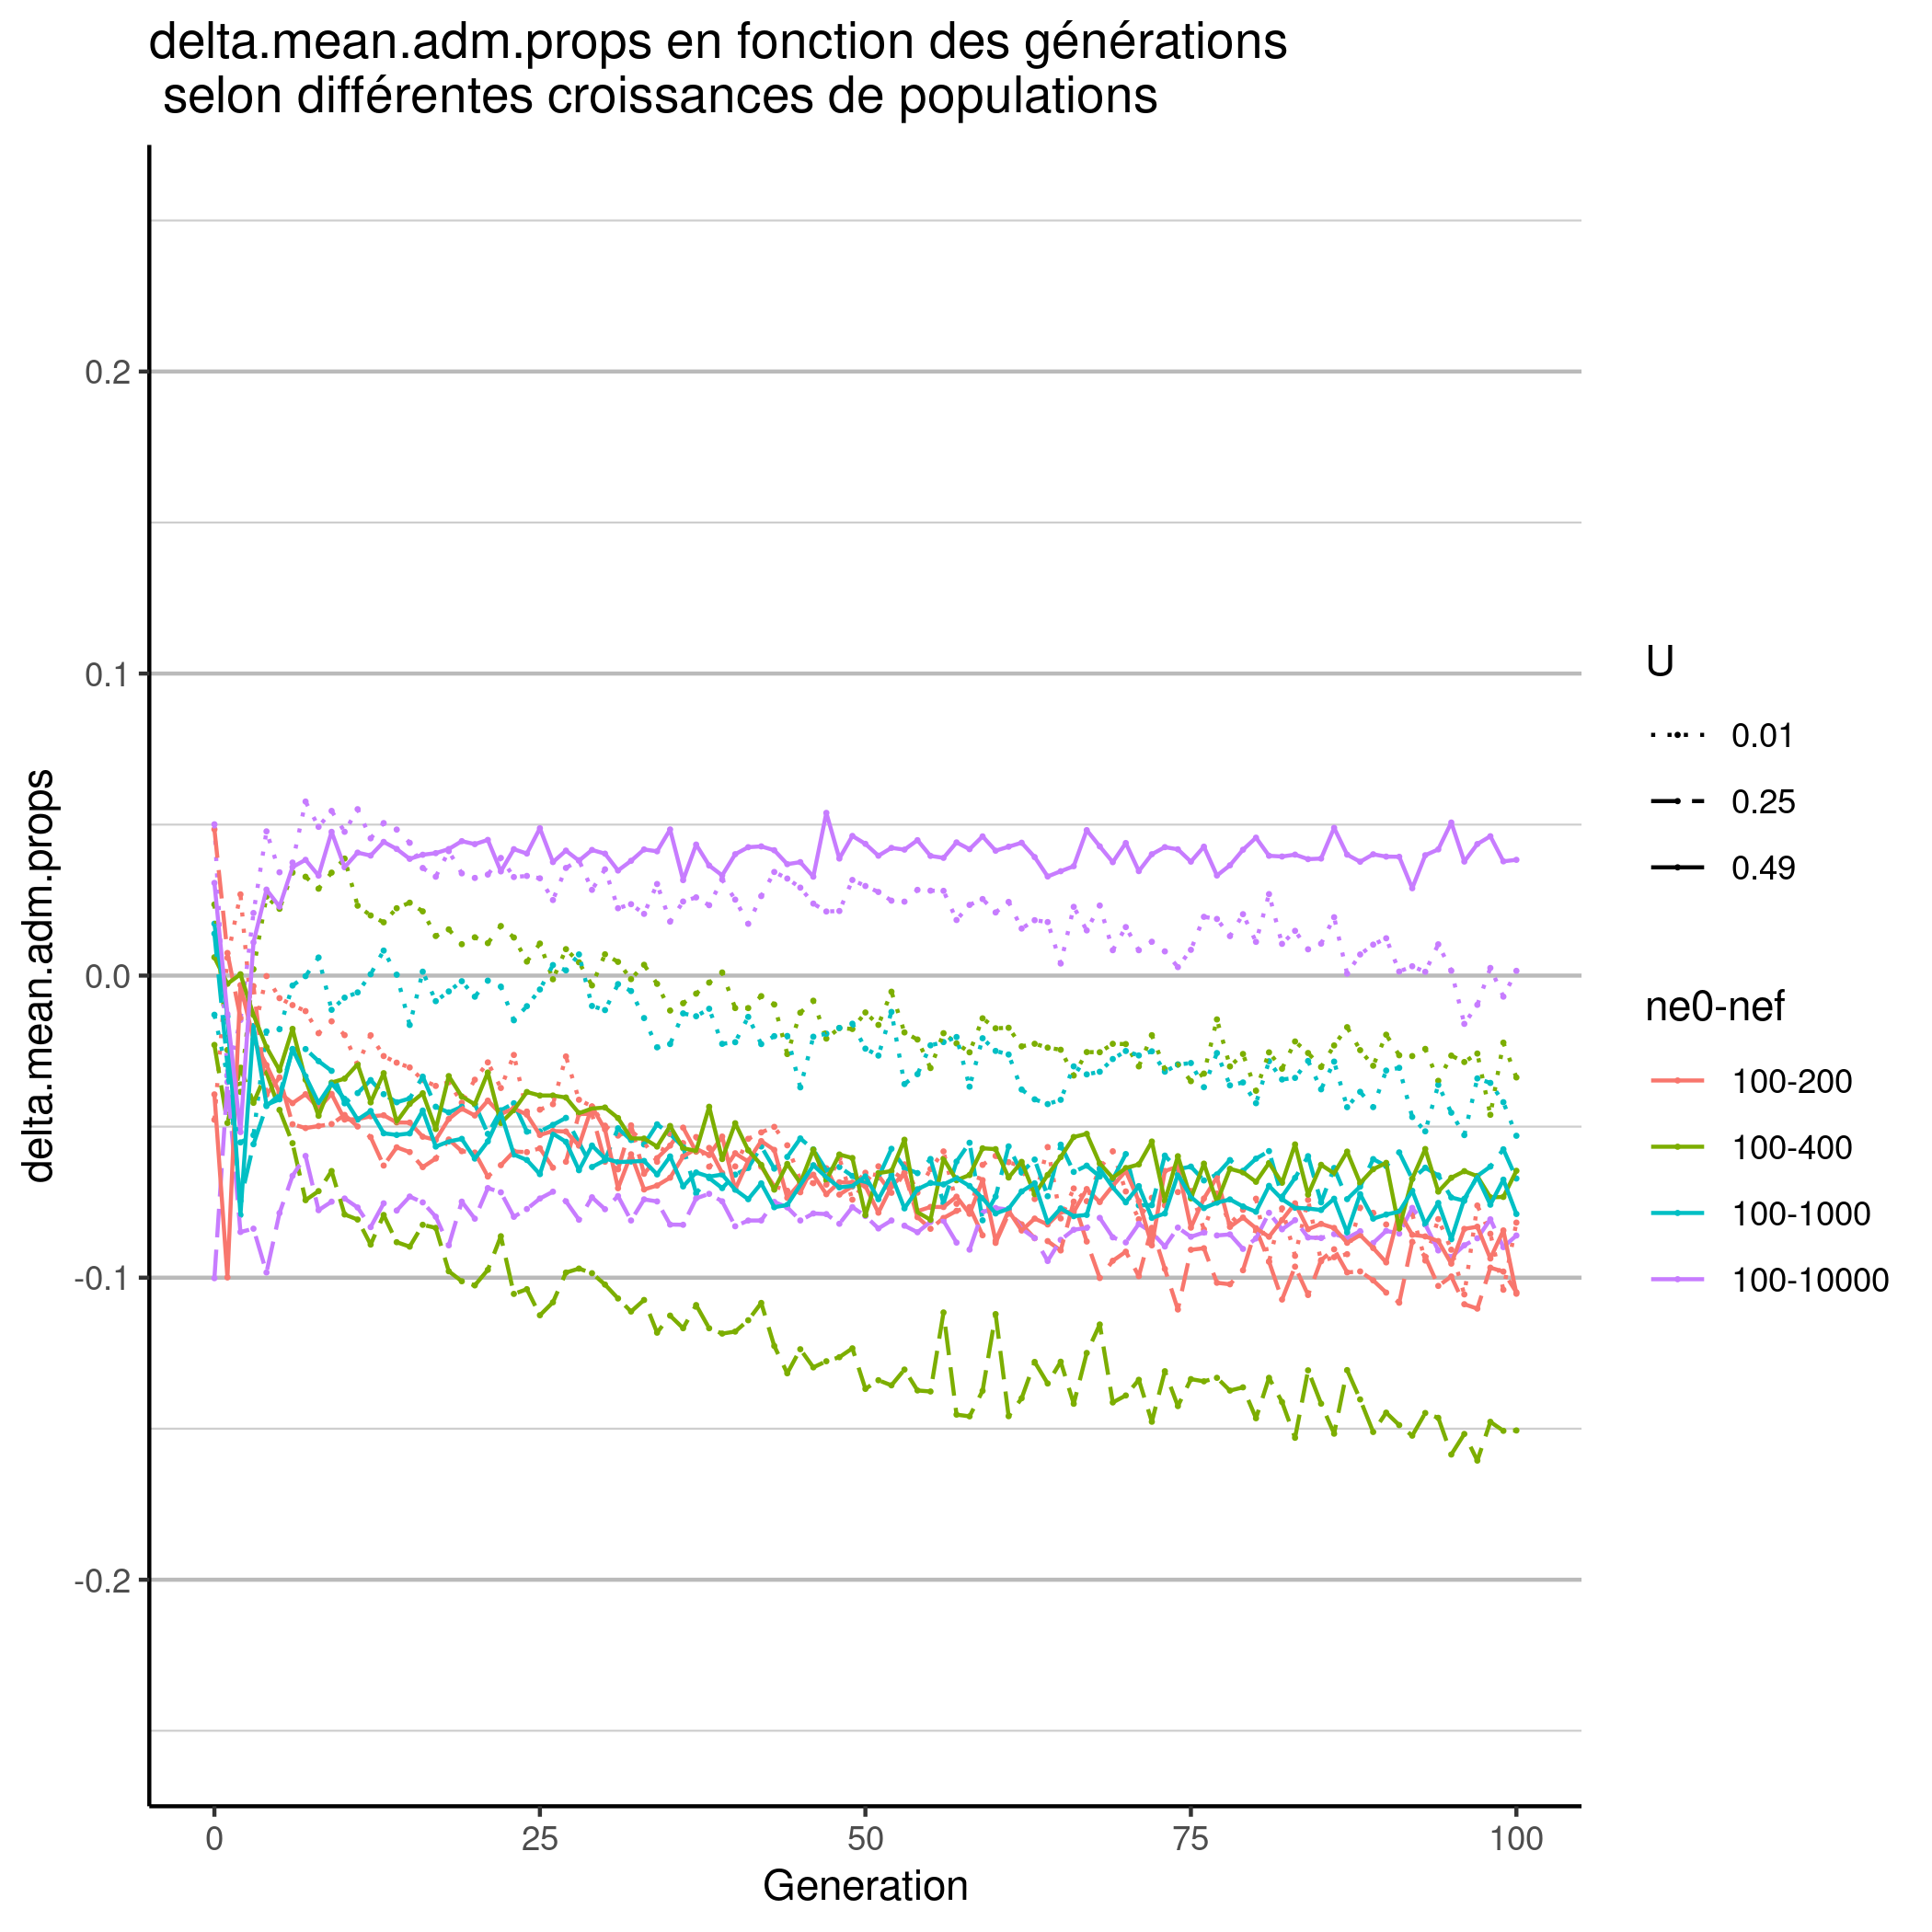 delta.mean.adm.props en fonction des générations
selon différentes croissances de populations
delta.mean.adm.props
0.2
0.1
0.0
-0.1
-0.2
0
25
50
75
100
Generation
U
0.01
0.25
0.49
ne0-nef
100-200
100-400
100-1000
100-10000